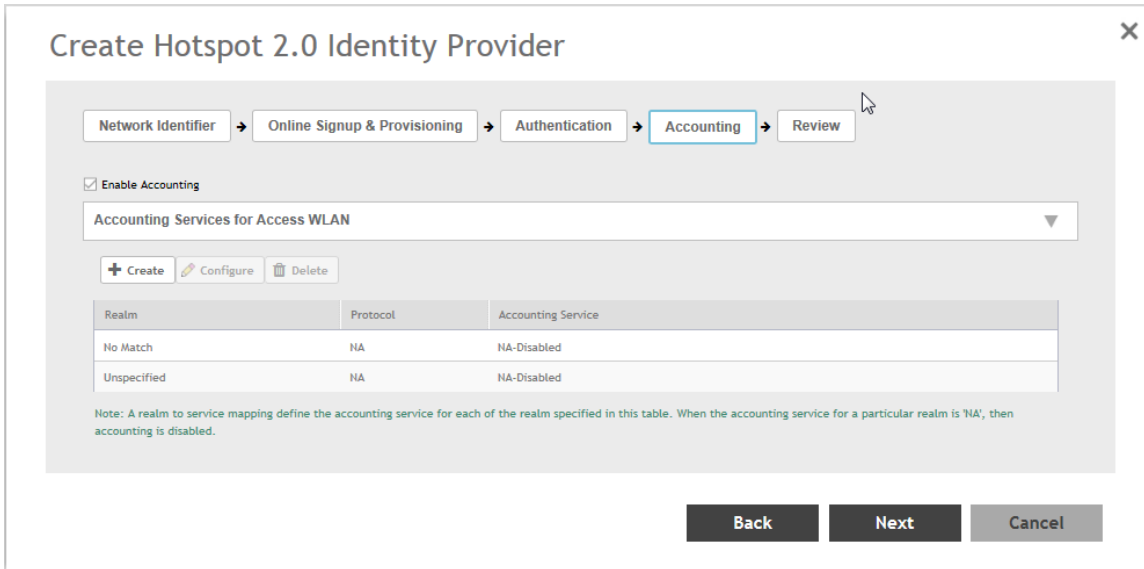 Create Hotspot 2.0 Identity Provider
Network Identifier → Online Signup & Provisioning → Authentication → Accounting → Review
Enable Accounting
Accounting Services for Access WLAN
Create Configure Delete
Realm Protocol Accounting Service
No Match NA NA-Disabled
Unspecified NA NA-Disabled
Note: A realm to service mapping define the accounting service for each of the realm specified in this table. When the accounting service for a particular realm is 'NA', then
accounting is disabled.
Back Next Cancel